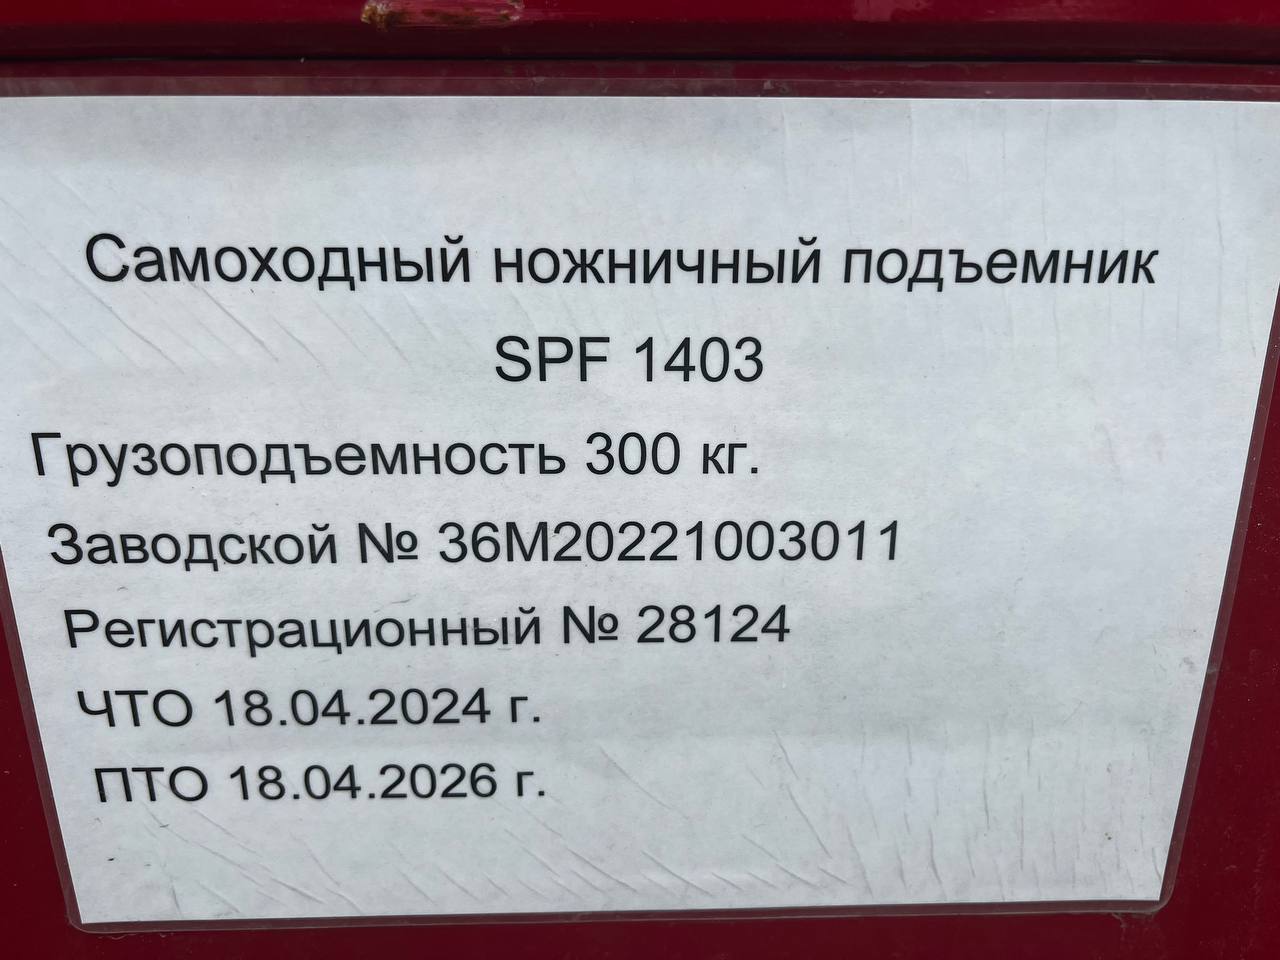 Самоходный ножничный подъемник
SPF 1403
Грузоподъемность 300 кг.
Заводской № 36М20221003011
Регистрационный № 28124
ЧТО 18.04.2024 г.
ПТО 18.04.2026 г.